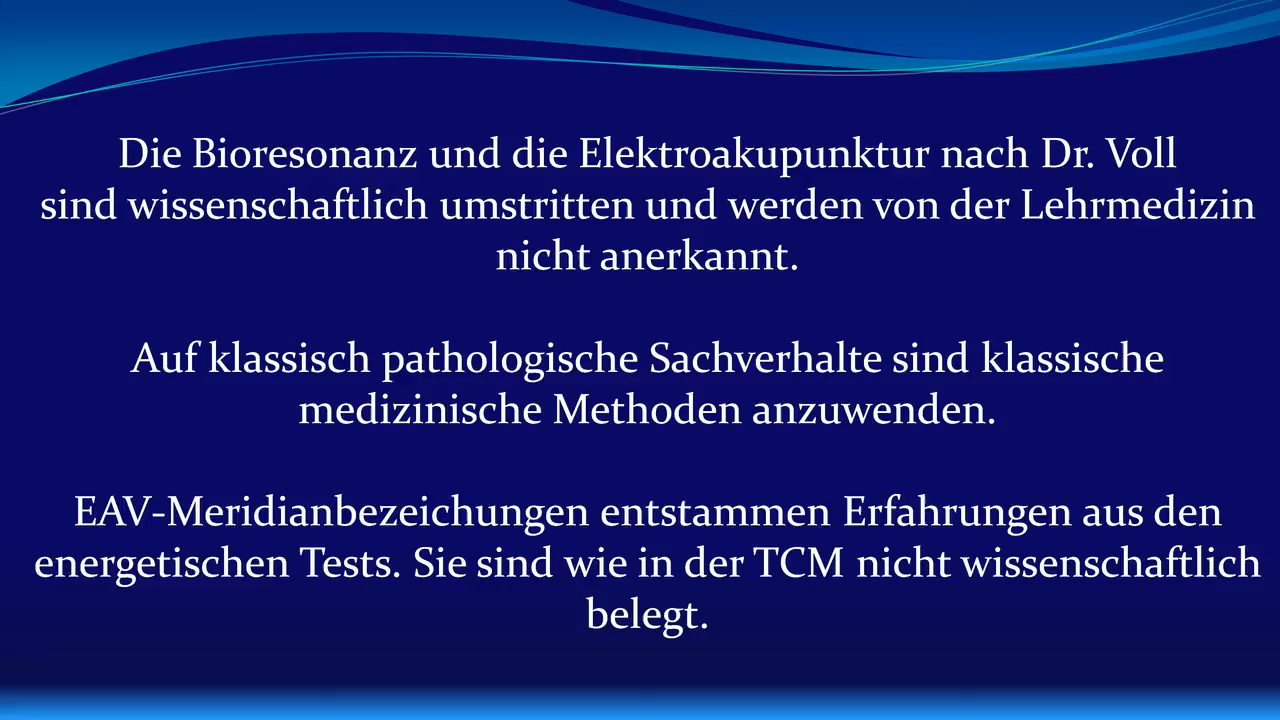 Die Bioresonanz und die Elektroakupunktur nach Dr. Voll
sind wissenschaftlich umstritten und werden von der Lehrmedizin
nicht anerkannt.
Auf klassisch pathologische Sachverhalte sind klassische
medizinische Methoden anzuwenden.
EAV-Meridianbezeichungen entstammen Erfahrungen aus den
energetischen Tests. Sie sind wie in der TCM nicht wissenschaftlich
belegt.